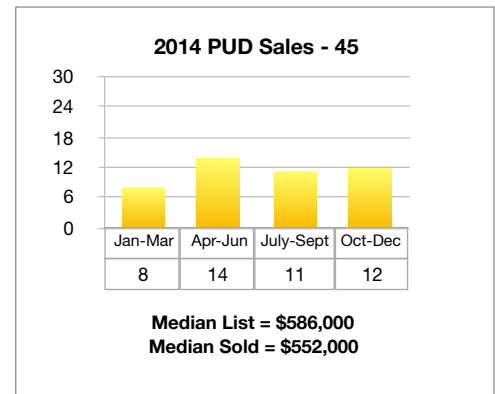 2014 PUD Sales - 45
30
24
18
12
6
0
Jan-Mar Apr-Jun July-Sept Oct-Dec
8 14 11 12
Median List = $586,000
Median Sold = $552,000